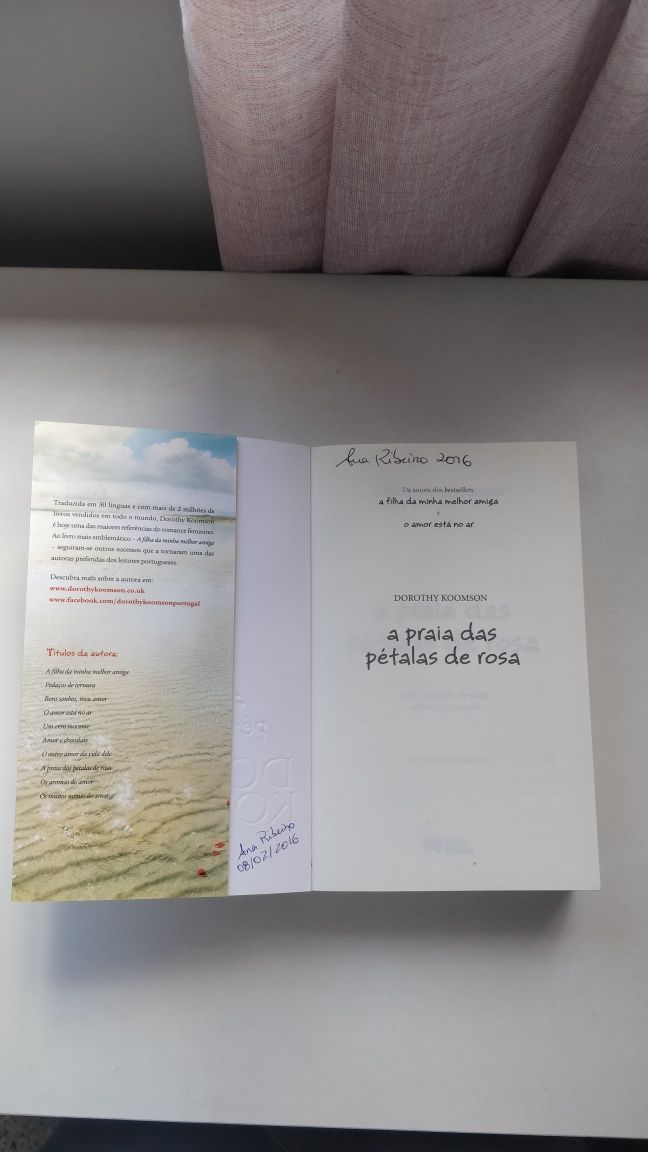 Traduzida em 30 línguas e com mais de 2 milhões de
livros vendidos em todo o mundo, Dorothy Koomson
é hoje uma das maiores referências do romance feminino.
Ao livro mais emblemático – A filha da minha melhor amiga
– seguiram-se outros sucessos que a tornaram uma das
autoras preferidas dos leitores portugueses.
Descubra mais sobre a autora em:
www.dorothykoomson.co.uk
www.facebook.com/dorothykoomsonportugal
Títulos da autora:
A filha da minha melhor amiga
Pedaços de ternura
Bons sonhos, meu amor
O amor está no ar
Um erro inocente
Amor e chocolate
O outro amor da vida dele
A praia das pétalas de rosa
Os aromas do amor
Os muitos nomes do amor
Ana Ribeiro
08/02/2016
Ana Ribeiro 2016
Da autora dos bestsellers
a filha da minha melhor amiga
e
o amor está no ar
DOROTHY KOOMSON
a praia das
pétalas de rosa